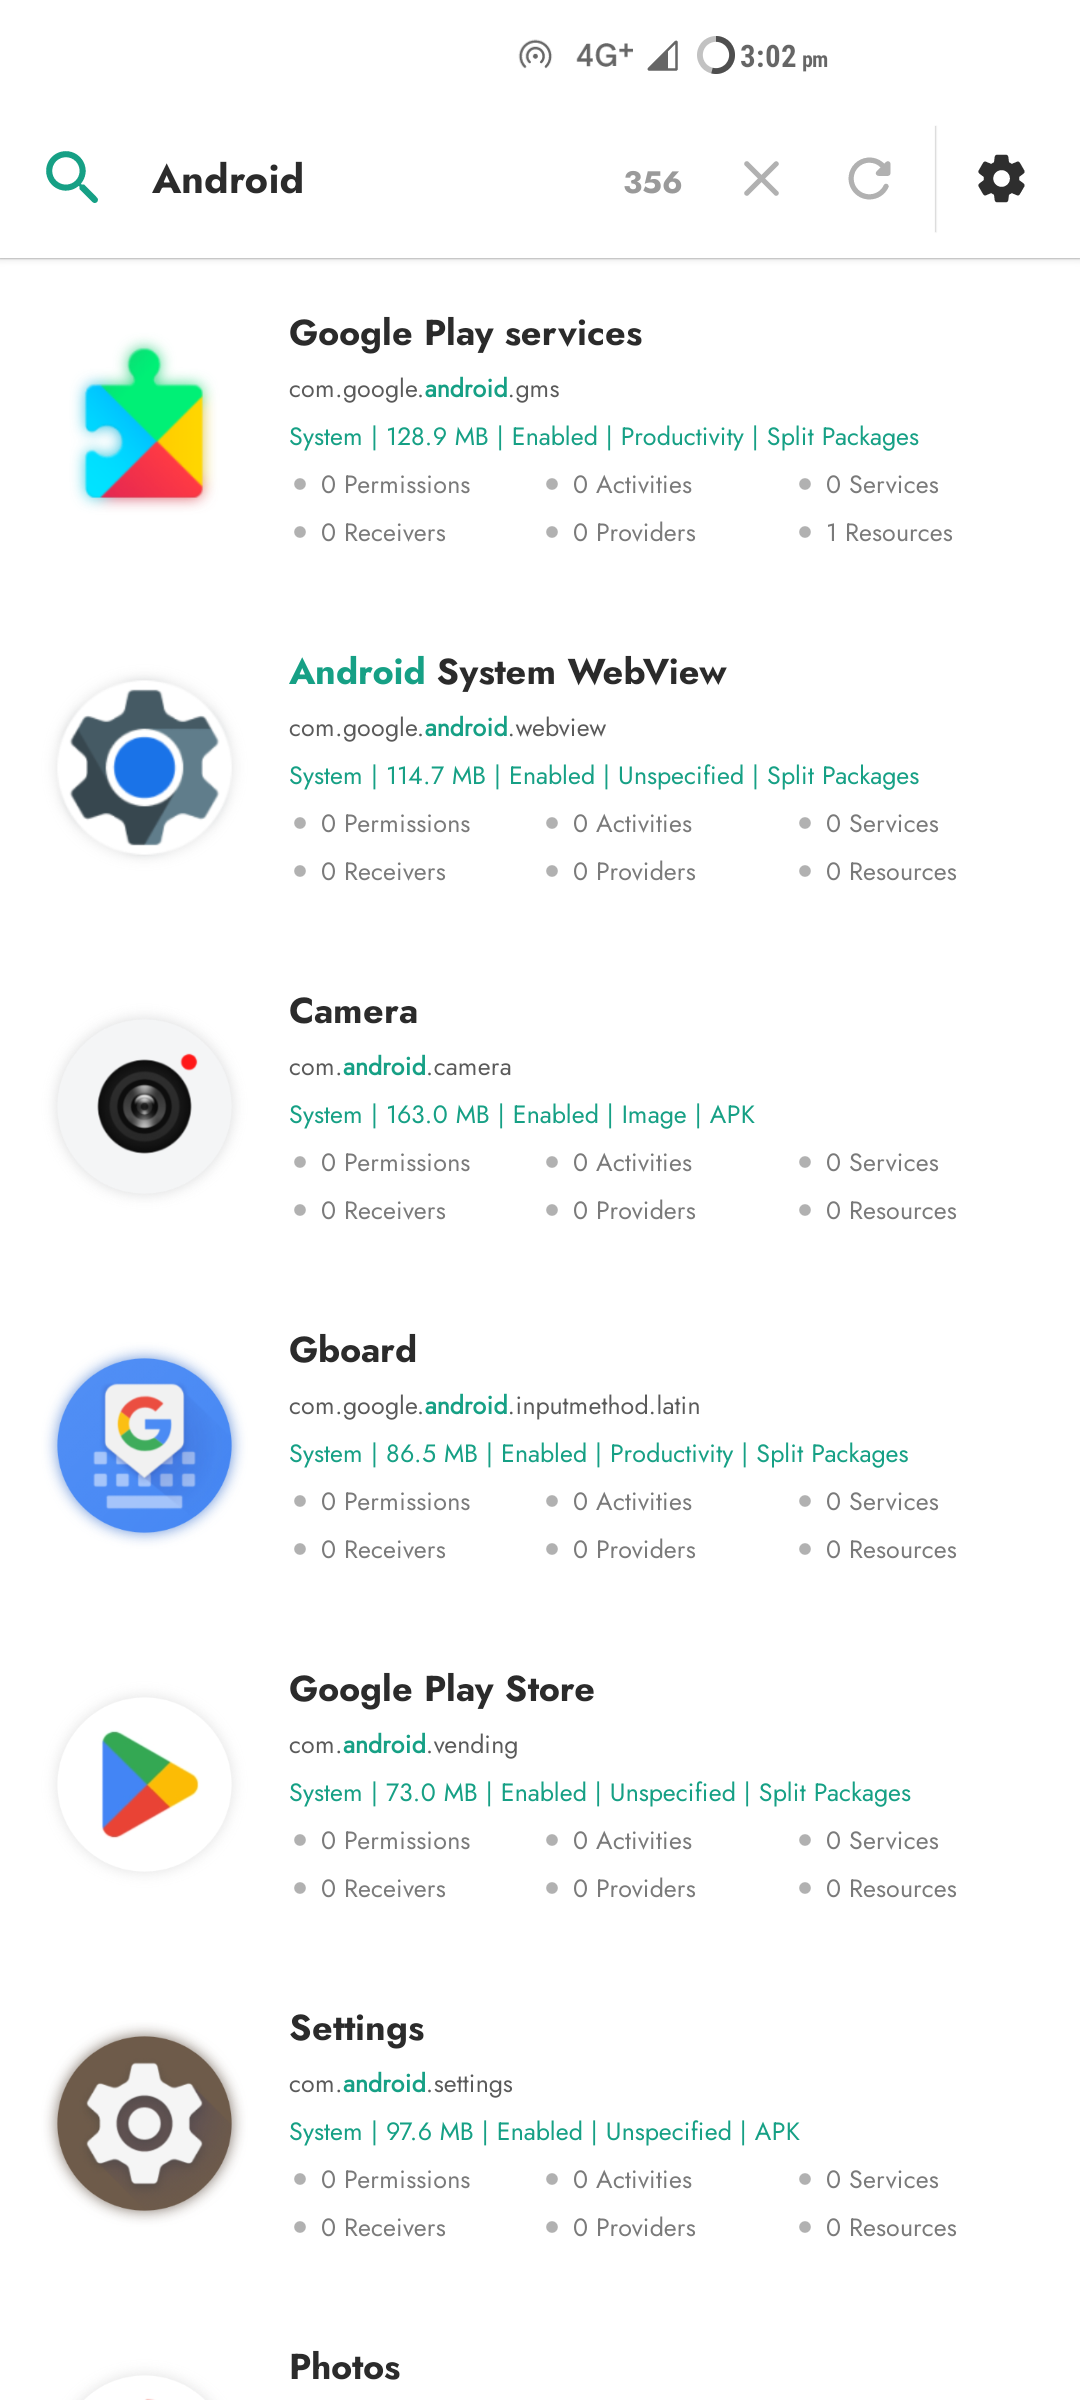 4G+ 3:02 pm
Android 356
Google Play services
com.google.android.gms
System | 128.9 MB | Enabled | Productivity | Split Packages
0 Permissions 0 Activities 0 Services
0 Receivers 0 Providers 1 Resources
Android System WebView
com.google.android.webview
System | 114.7 MB | Enabled | Unspecified | Split Packages
0 Permissions 0 Activities 0 Services
0 Receivers 0 Providers 0 Resources
Camera
com.android.camera
System | 163.0 MB | Enabled | Image | APK
0 Permissions 0 Activities 0 Services
0 Receivers 0 Providers 0 Resources
Gboard
com.google.android.inputmethod.latin
System | 86.5 MB | Enabled | Productivity | Split Packages
0 Permissions 0 Activities 0 Services
0 Receivers 0 Providers 0 Resources
Google Play Store
com.android.vending
System | 73.0 MB | Enabled | Unspecified | Split Packages
0 Permissions 0 Activities 0 Services
0 Receivers 0 Providers 0 Resources
Settings
com.android.settings
System | 97.6 MB | Enabled | Unspecified | APK
0 Permissions 0 Activities 0 Services
0 Receivers 0 Providers 0 Resources
Photos